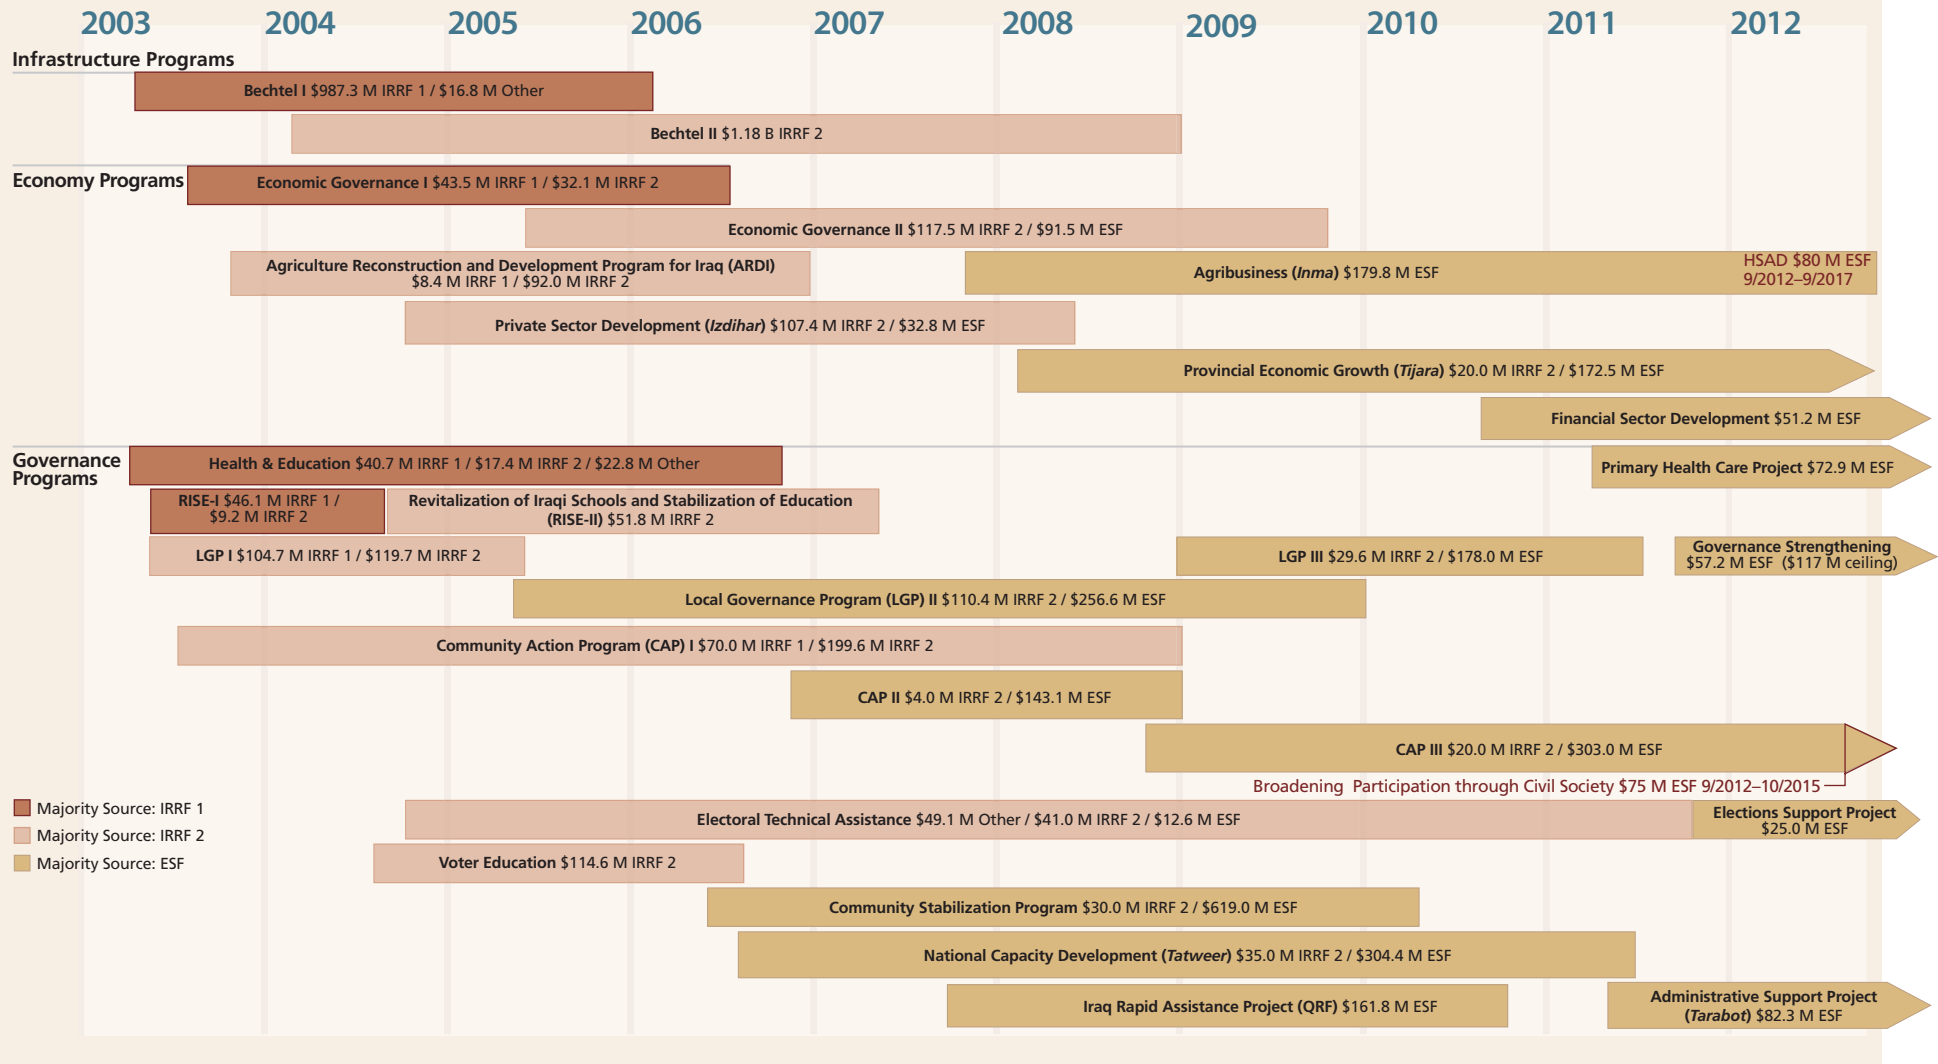 2003 2004 2005 2006 2007 2008 2009 2010 2011 2012
Infrastructure Programs
Bechtel I $987.3 M IRRF 1 / $16.8 M Other
Bechtel II $1.18 B IRRF 2
Economy Programs
Economic Governance I $43.5 M IRRF 1 / $32.1 M IRRF 2
Economic Governance II $117.5 M IRRF 2 / $91.5 M ESF
Agriculture Reconstruction and Development Program for Iraq (ARDI)
$8.4 M IRRF 1 / $92.0 M IRRF 2
Agribusiness (Inma) $179.8 M ESF
HSAD $80 M ESF
9/2012–9/2017
Private Sector Development (Izdihar) $107.4 M IRRF 2 / $32.8 M ESF
Provincial Economic Growth (Tijara) $20.0 M IRRF 2 / $172.5 M ESF
Financial Sector Development $51.2 M ESF
Governance
Programs
Health & Education $40.7 M IRRF 1 / $17.4 M IRRF 2 / $22.8 M Other
Primary Health Care Project $72.9 M ESF
RISE-I $46.1 M IRRF 1 /
$9.2 M IRRF 2
Revitalization of Iraqi Schools and Stabilization of Education
(RISE-II) $51.8 M IRRF 2
LGP I $104.7 M IRRF 1 / $119.7 M IRRF 2
LGP III $29.6 M IRRF 2 / $178.0 M ESF
Governance Strengthening
$57.2 M ESF ($117 M ceiling)
Local Governance Program (LGP) II $110.4 M IRRF 2 / $256.6 M ESF
Community Action Program (CAP) I $70.0 M IRRF 1 / $199.6 M IRRF 2
CAP II $4.0 M IRRF 2 / $143.1 M ESF
CAP III $20.0 M IRRF 2 / $303.0 M ESF
Broadening Participation through Civil Society $75 M ESF 9/2012–10/2015
Electoral Technical Assistance $49.1 M Other / $41.0 M IRRF 2 / $12.6 M ESF
Elections Support Project
$25.0 M ESF
Voter Education $114.6 M IRRF 2
Community Stabilization Program $30.0 M IRRF 2 / $619.0 M ESF
National Capacity Development (Tatweer) $35.0 M IRRF 2 / $304.4 M ESF
Iraq Rapid Assistance Project (QRF) $161.8 M ESF
Administrative Support Project
(Tarabot) $82.3 M ESF
Majority Source: IRRF 1
Majority Source: IRRF 2
Majority Source: ESF